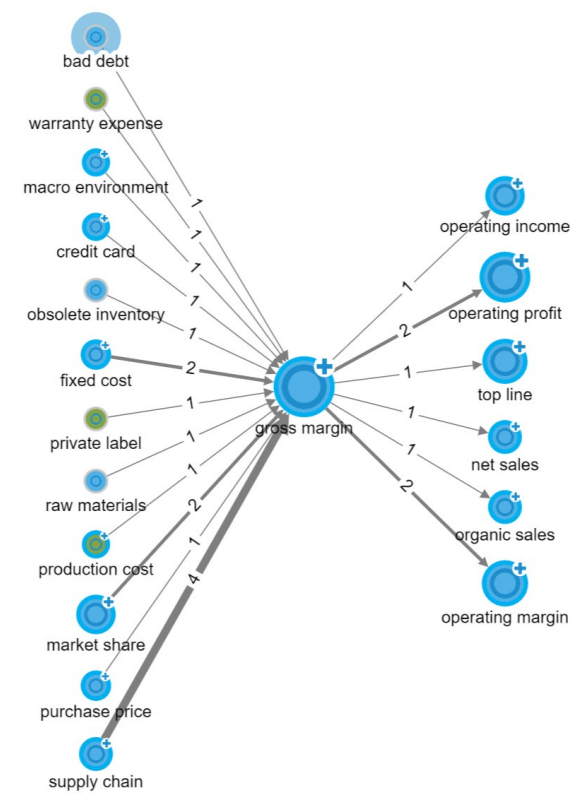 bad debt
warranty expense
macro environment
credit card
obsolete inventory
fixed cost
private label
raw materials
production cost
market share
purchase price
supply chain
1
1
1
1
1
2
1
1
1
2
1
4
gross margin
1
2
1
1
1
2
operating income
operating profit
top line
net sales
organic sales
operating margin